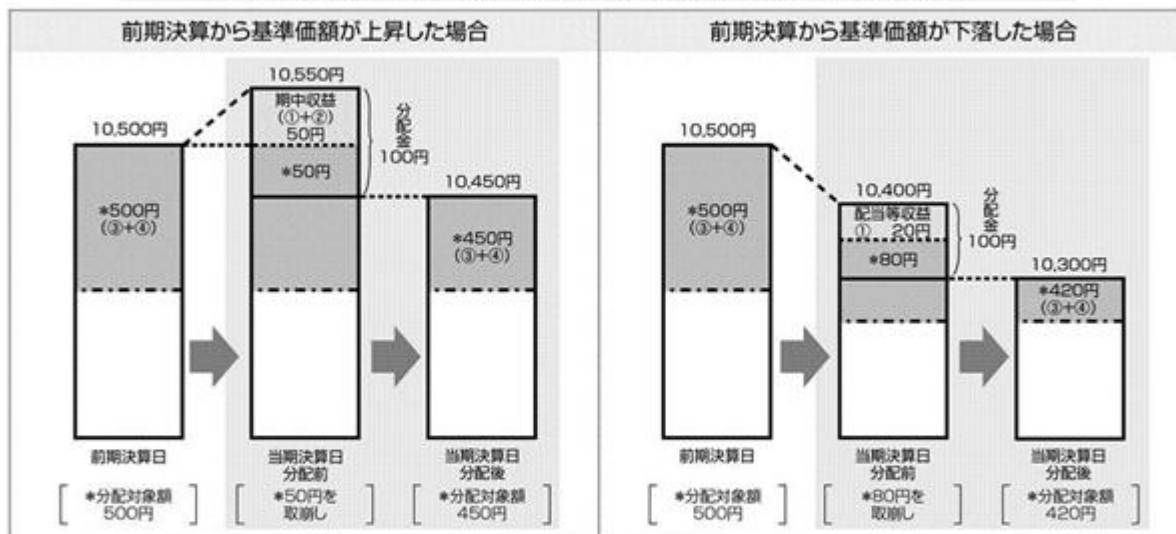 前期決算から基準価額が上昇した場合
10,500円
*500円
(③+④)
10,550円
期中収益
(①+②)
50円
*50円
分配金
100円
10,450円
*450円
(③+④)
前期決算日
当期決算日
分配前
当期決算日
分配後
*分配対象額
500円
*50円を
取崩し
*分配対象額
450円
前期決算から基準価額が下落した場合
10,500円
*500円
(③+④)
10,400円
配当等収益
① 20円
*80円
分配金
100円
10,300円
*420円
(③+④)
前期決算日
当期決算日
分配前
当期決算日
分配後
*分配対象額
500円
*80円を
取崩し
*分配対象額
420円